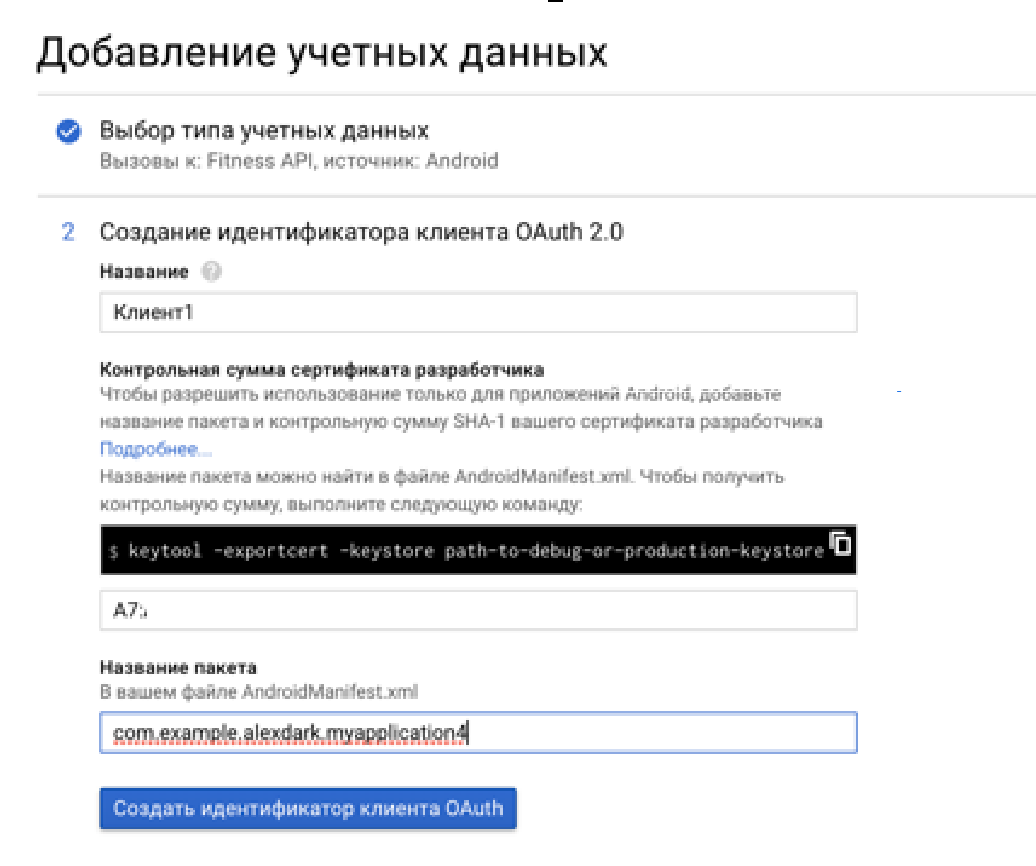 Добавление учетных данных
Выбор типа учетных данных
Вызовы к: Fitness API, источник: Android
2 Создание идентификатора клиента OAuth 2.0
Название ?
Клиент1
Контрольная сумма сертификата разработчика
Чтобы разрешить использование только для приложений Android, добавьте
название пакета и контрольную сумму SHA-1 вашего сертификата разработчика
Подробнее...
Название пакета можно найти в файле AndroidManifest.xml. Чтобы получить
контрольную сумму, выполните следующую команду:
$ keytool -exportcert -keystore path-to-debug-or-production-keystore
A7:
Название пакета
В вашем файле AndroidManifest.xml
com.example.alexdark.myapplication4
Создать идентификатор клиента OAuth